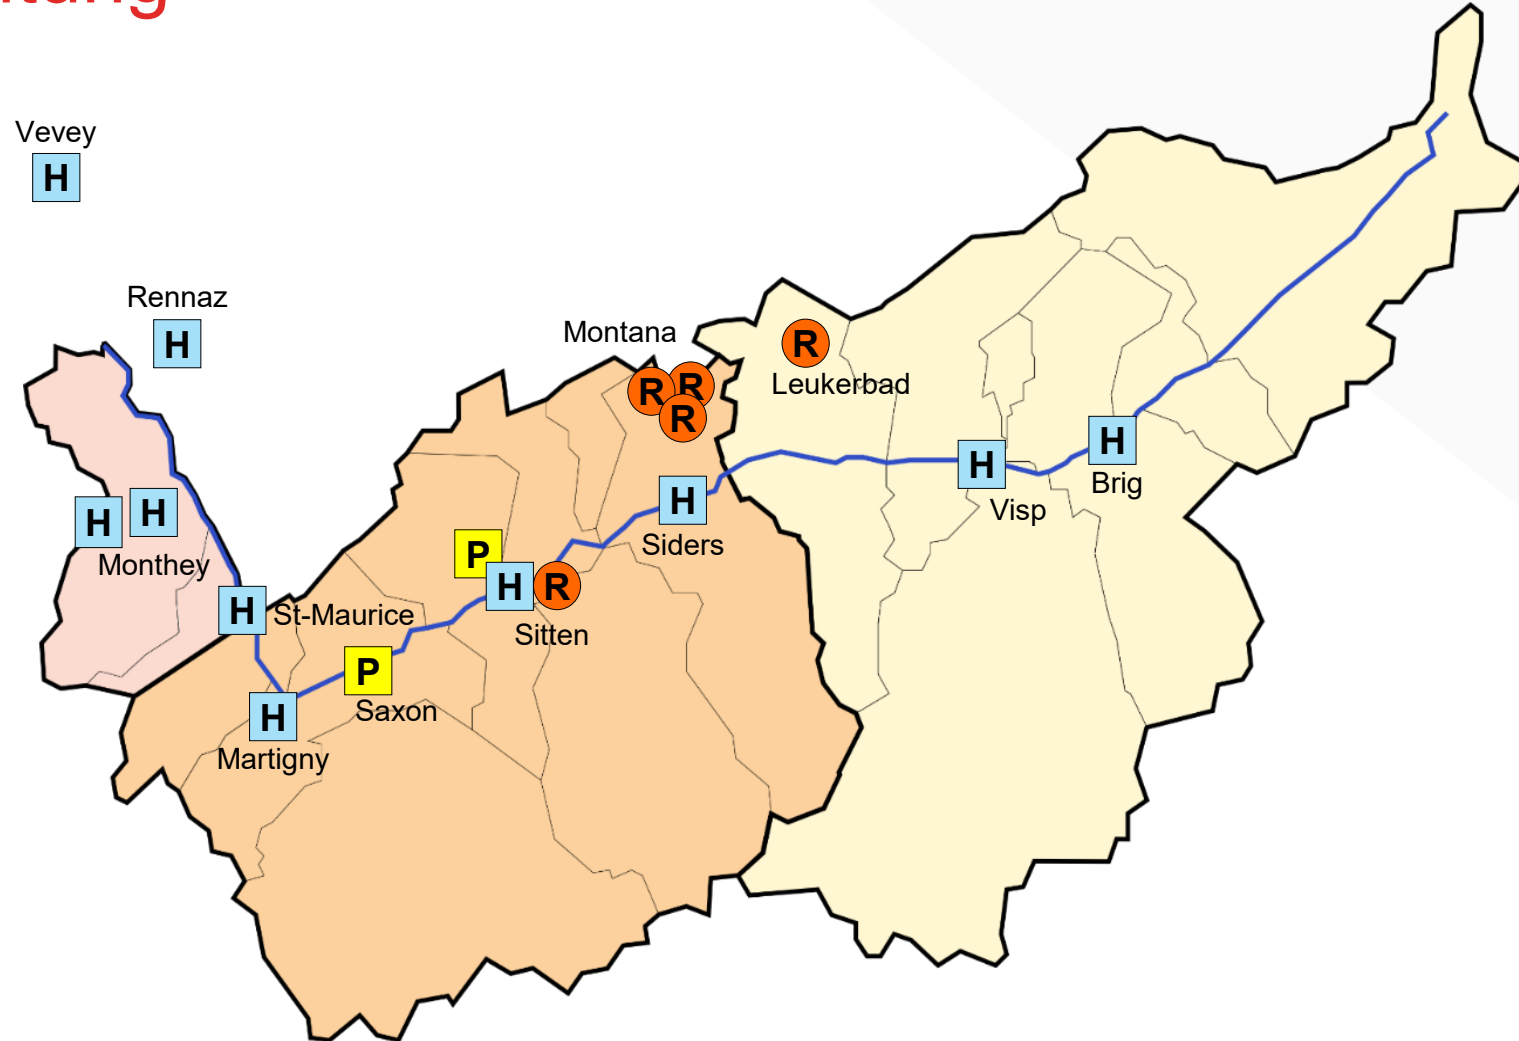 Vevey
H
Rennaz
H
Montana
R
R
R
R
Leukerbad
H
Brig
H
Visp
H
Siders
H
H
Monthey
P
H
R
Sitten
H
St-Maurice
P
Saxon
H
Martigny